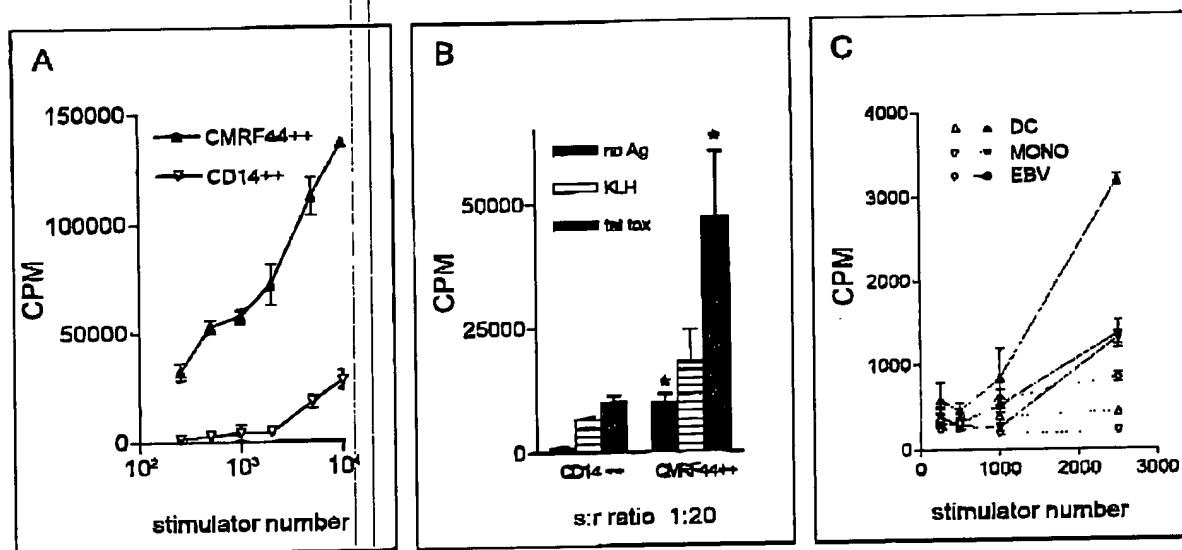 A
150000
100000
50000
0
CPM
CMRF44++
CD14++
10² 10³ 10⁴
stimulator number
B
no Ag
KLH
tet tox
50000
25000
0
CPM
*
*
CD14 ++
CMRF44++
s:r ratio 1:20
C
4000
3000
2000
1000
0
CPM
DC
MONO
EBV
0 1000 2000 3000
stimulator number